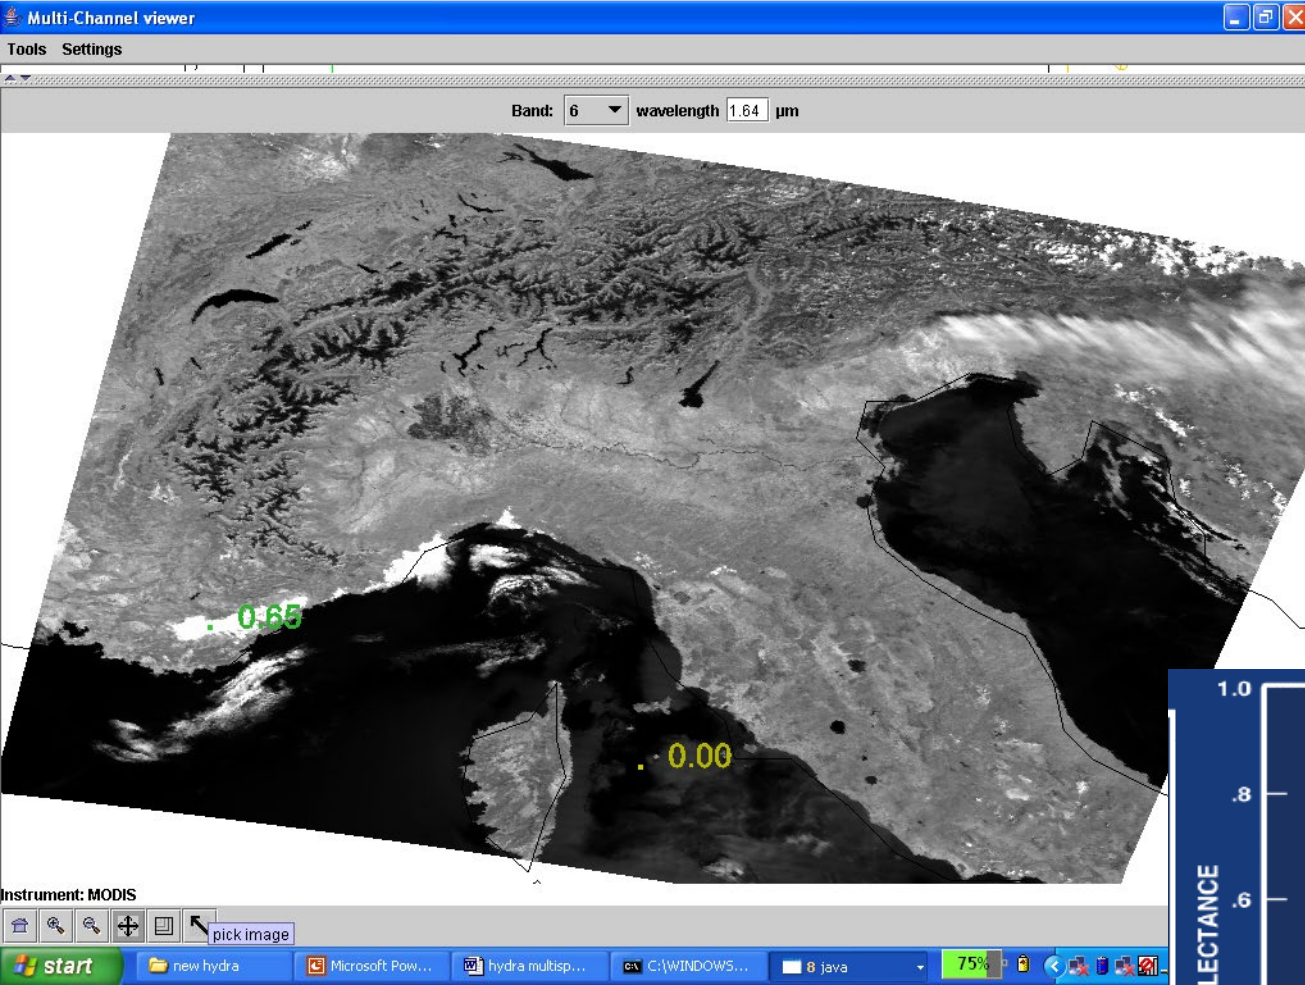 Multi-Channel viewer
Tools Settings
Band: 6 wavelength 1.64 µm
0.65
0.00
Instrument: MODIS
pick image
start new hydra Microsoft Pow... hydra multisp... C:\WINDOWS... 8 java 75%
1.0
.8
.6
LECTANCE